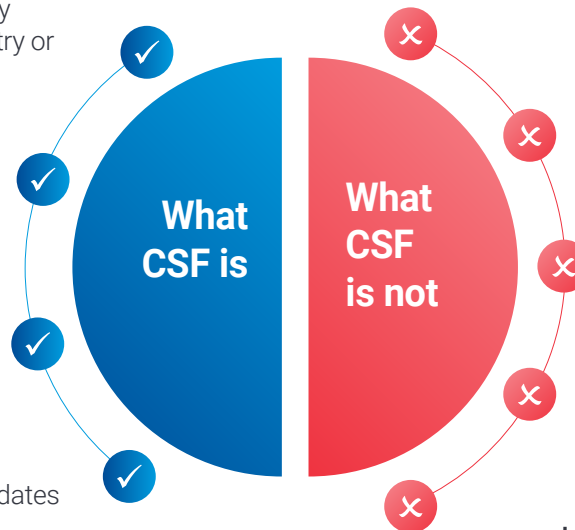 y
try or
What
CSF is
What
CSF
is not
dates